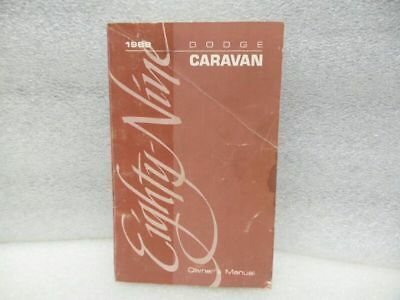 1989
DODGE
CARAVAN
Eighty-Nine
Owner's Manual